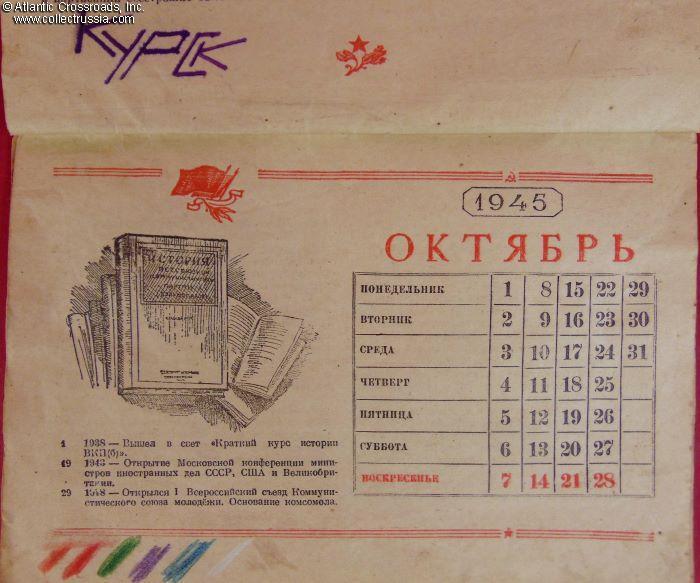 © Atlantic Crossroads, Inc.
www.collectrussia.com
КУРСК
1945
ОКТЯБРЬ
ПОНЕДЕЛЬНИК 1 8 15 22 29
ВТОРНИК 2 9 16 23 30
СРЕДА 3 10 17 24 31
ЧЕТВЕРГ 4 11 18 25
ПЯТНИЦА 5 12 19 26
СУББОТА 6 13 20 27
ВОСКРЕСЕНЬЕ 7 14 21 28
ИСТОРИЯ
1 1938 — Вышел в свет «Краткий курс истории
ВКП(б)».
19 1943 — Открытие Московской конференции мини-
стров иностранных дел СССР, США и Великобри-
тании.
29 1918 — Открылся I Всероссийский съезд Коммуни-
стического союза молодёжи. Основание комсомола.